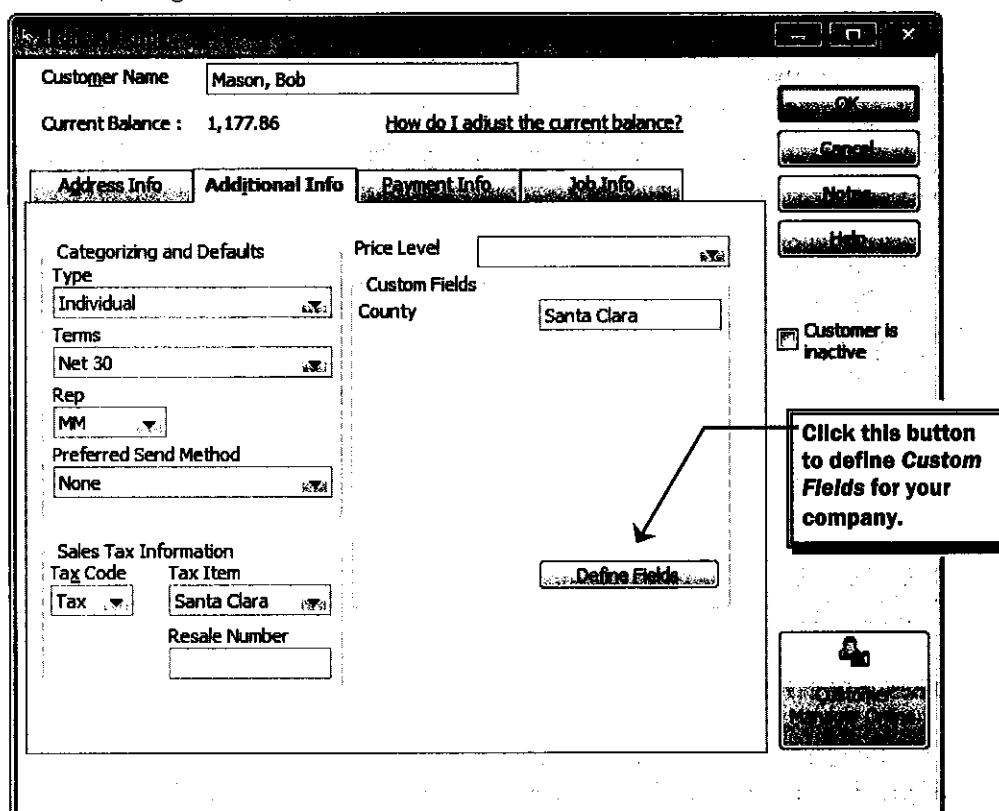 Customer Name Mason, Bob
Current Balance : 1,177.86 How do I adjust the current balance?
OK
Cancel
Notes
Help
Address Info Additional Info Payment Info Job Info
Categorizing and Defaults
Type
Individual
Terms
Net 30
Rep
MM
Preferred Send Method
None
Sales Tax Information
Tax Code Tax Item
Tax Santa Clara
Resale Number
Price Level
Custom Fields
County Santa Clara
Define Fields
Customer is
inactive
Click this button
to define Custom
Fields for your
company.